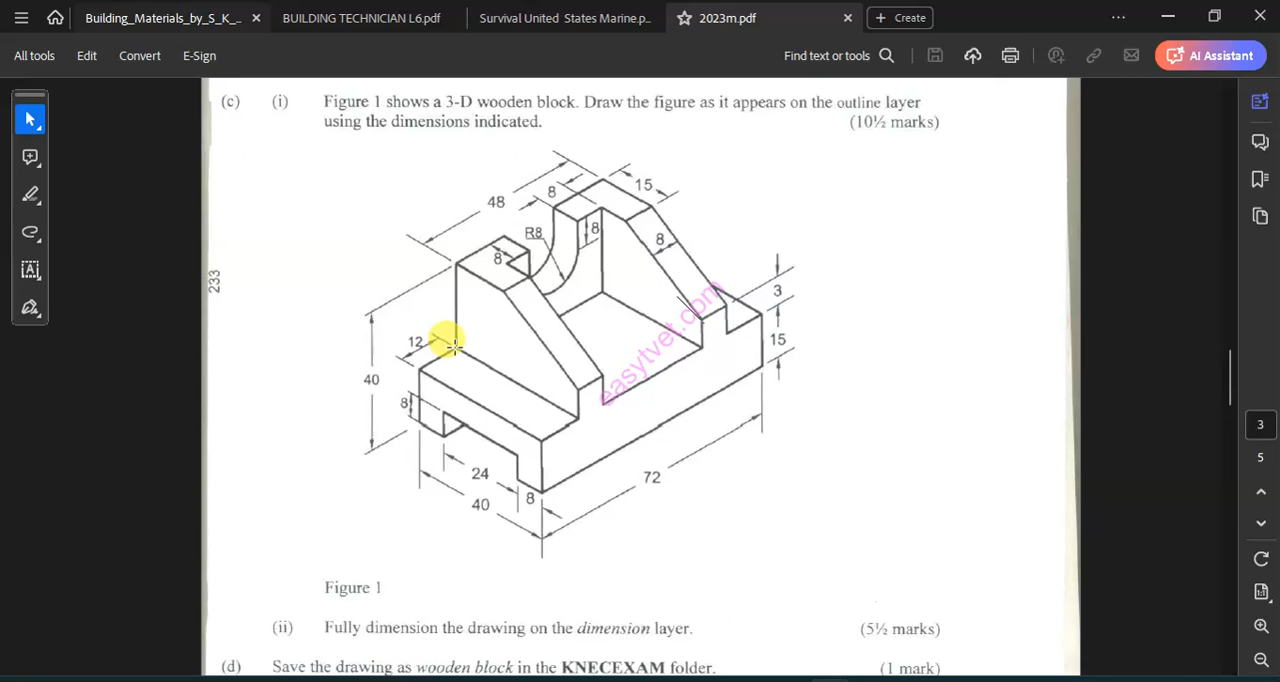 Building_Materials_by_S_K_...
BUILDING TECHNICIAN L6.pdf
Survival United States Marine.p...
2023m.pdf
Create
All tools
Edit
Convert
E-Sign
Find text or tools
AI Assistant
(c) (i) Figure 1 shows a 3-D wooden block. Draw the figure as it appears on the outline layer
using the dimensions indicated. (10½ marks)
15
8
48
8
R8
8
8
3
12
15
40
8
24
72
40
8
233
easytvet.com
Figure 1
(ii) Fully dimension the drawing on the dimension layer. (5½ marks)
(d) Save the drawing as wooden block in the KNECEXAM folder. (1 mark)
3
5
1:1